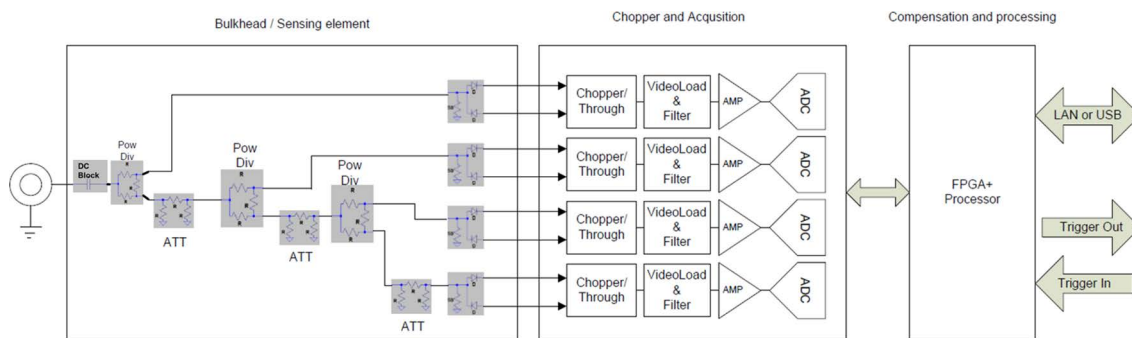 Bulkhead / Sensing element
Chopper and Acqusition
Compensation and processing
DC
Block
Pow
Div
R
R
R
ATT
R
R
R
Pow
Div
R
R
R
ATT
R
R
R
Pow
Div
R
R
R
ATT
R
R
R
Chopper/
Through
VideoLoad
&
Filter
AMP
ADC
Chopper/
Through
VideoLoad
&
Filter
AMP
ADC
Chopper/
Through
VideoLoad
&
Filter
AMP
ADC
Chopper/
Through
VideoLoad
&
Filter
AMP
ADC
FPGA+
Processor
LAN or USB
Trigger Out
Trigger In